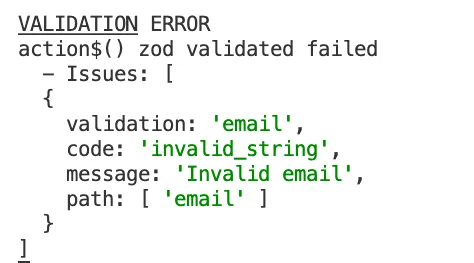 VALIDATION ERROR
action$() zod validated failed
  - Issues: [
  {
    validation: 'email',
    code: 'invalid_string',
    message: 'Invalid email',
    path: [ 'email' ]
  }
]